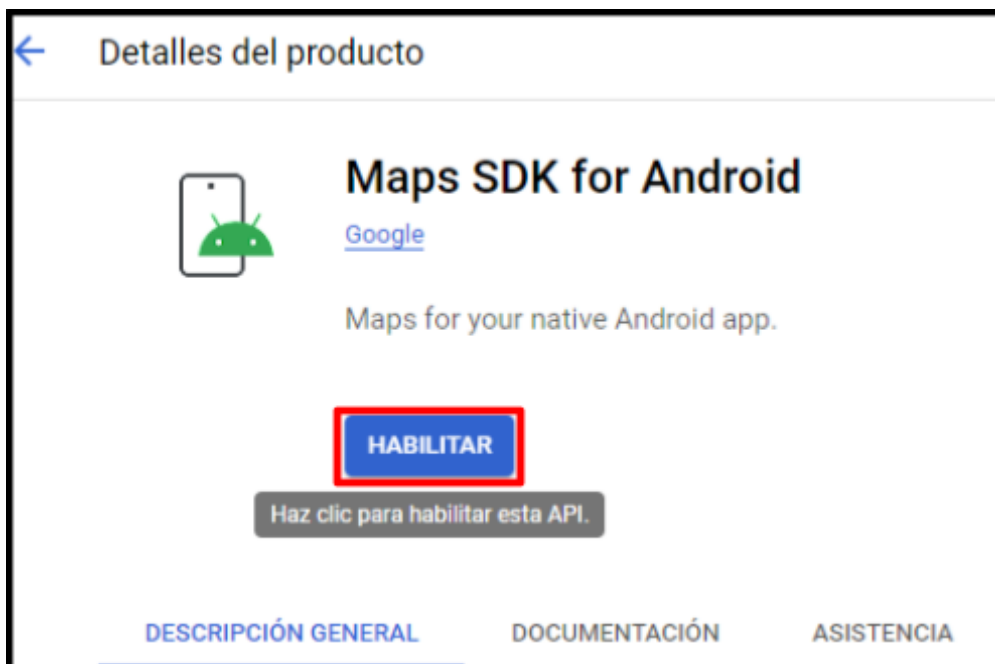 Detalles del producto
Maps SDK for Android
Google
Maps for your native Android app.
HABILITAR
Haz clic para habilitar esta API.
DESCRIPCIÓN GENERAL DOCUMENTACIÓN ASISTENCIA